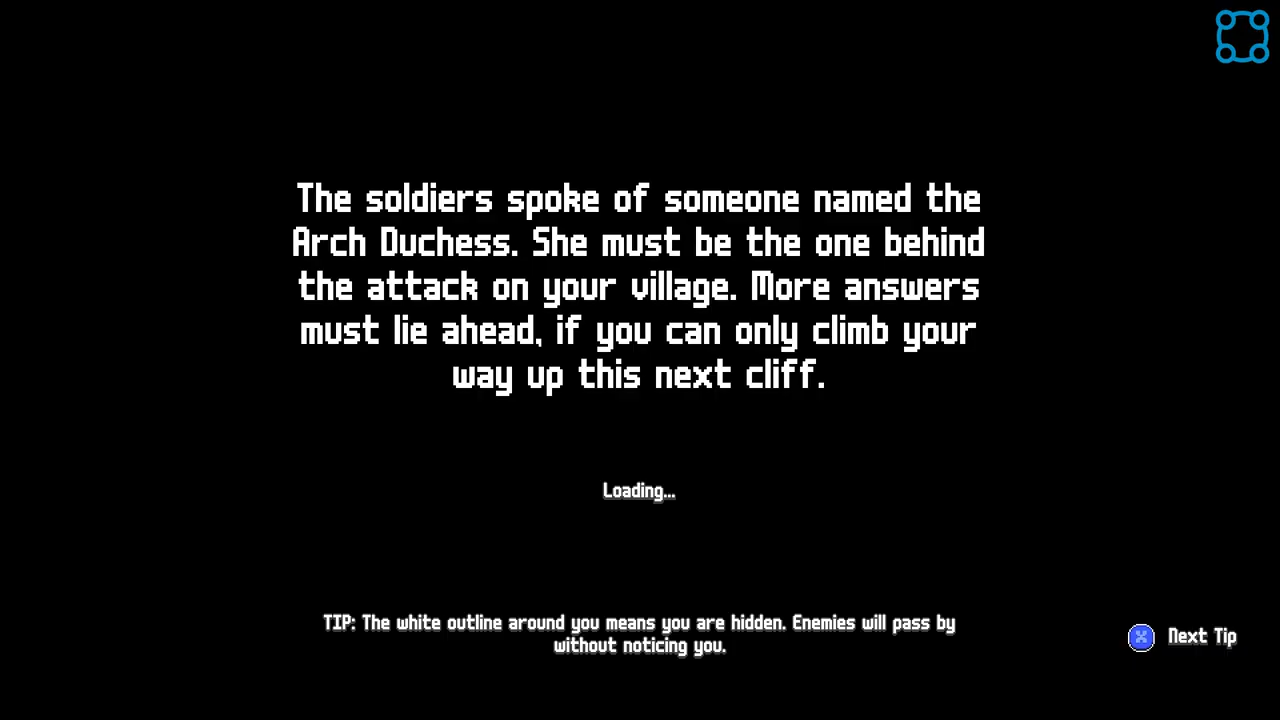 The soldiers spoke of someone named the
Arch Duchess. She must be the one behind
the attack on your village. More answers
must lie ahead, if you can only climb your
way up this next cliff.
Loading...
TIP: The white outline around you means you are hidden. Enemies will pass by
without noticing you.
X Next Tip